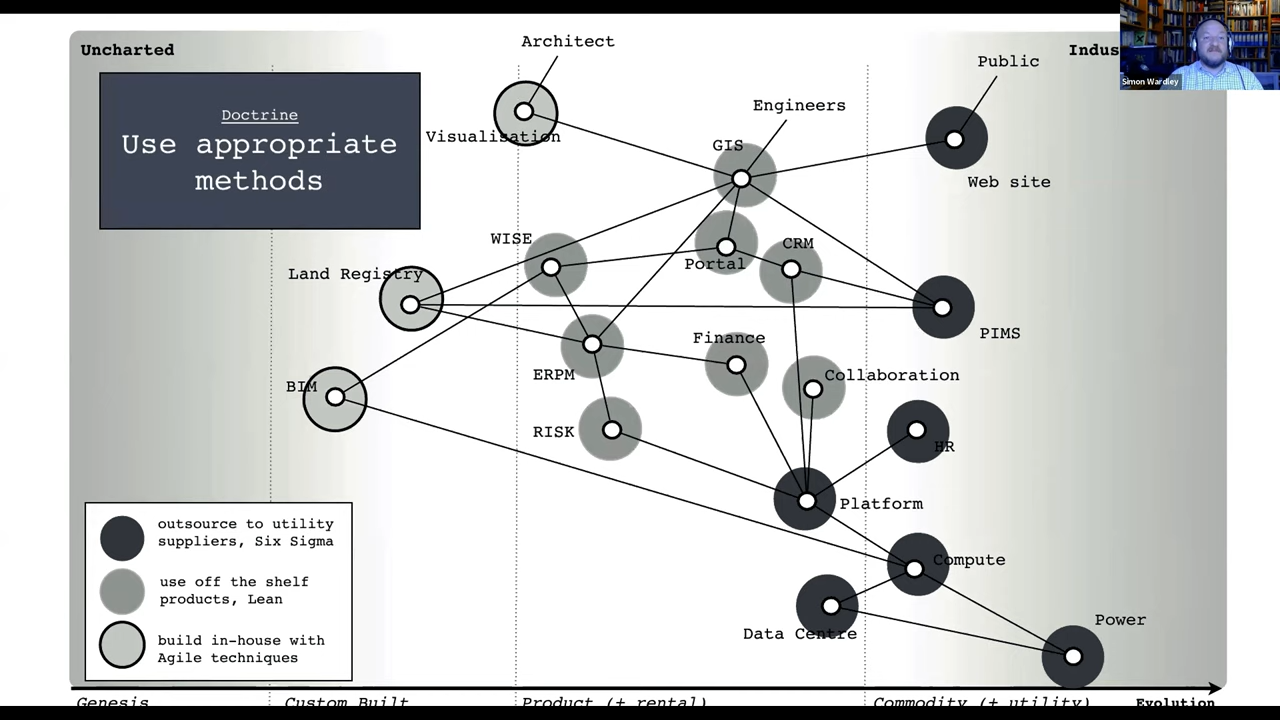 Uncharted
Indus
Simon Wardley
Doctrine
Use appropriate
methods
Architect
Visualisation
Engineers
GIS
Public
Web site
WISE
Portal
CRM
Land Registry
PIMS
ERPM
Finance
Collaboration
BIM
RISK
HR
Platform
Compute
Data Centre
Power
outsource to utility
suppliers, Six Sigma
use off the shelf
products, Lean
build in-house with
Agile techniques
Genesis
Custom Built
Product (+ rental)
Commodity (+ utility)
Evolution